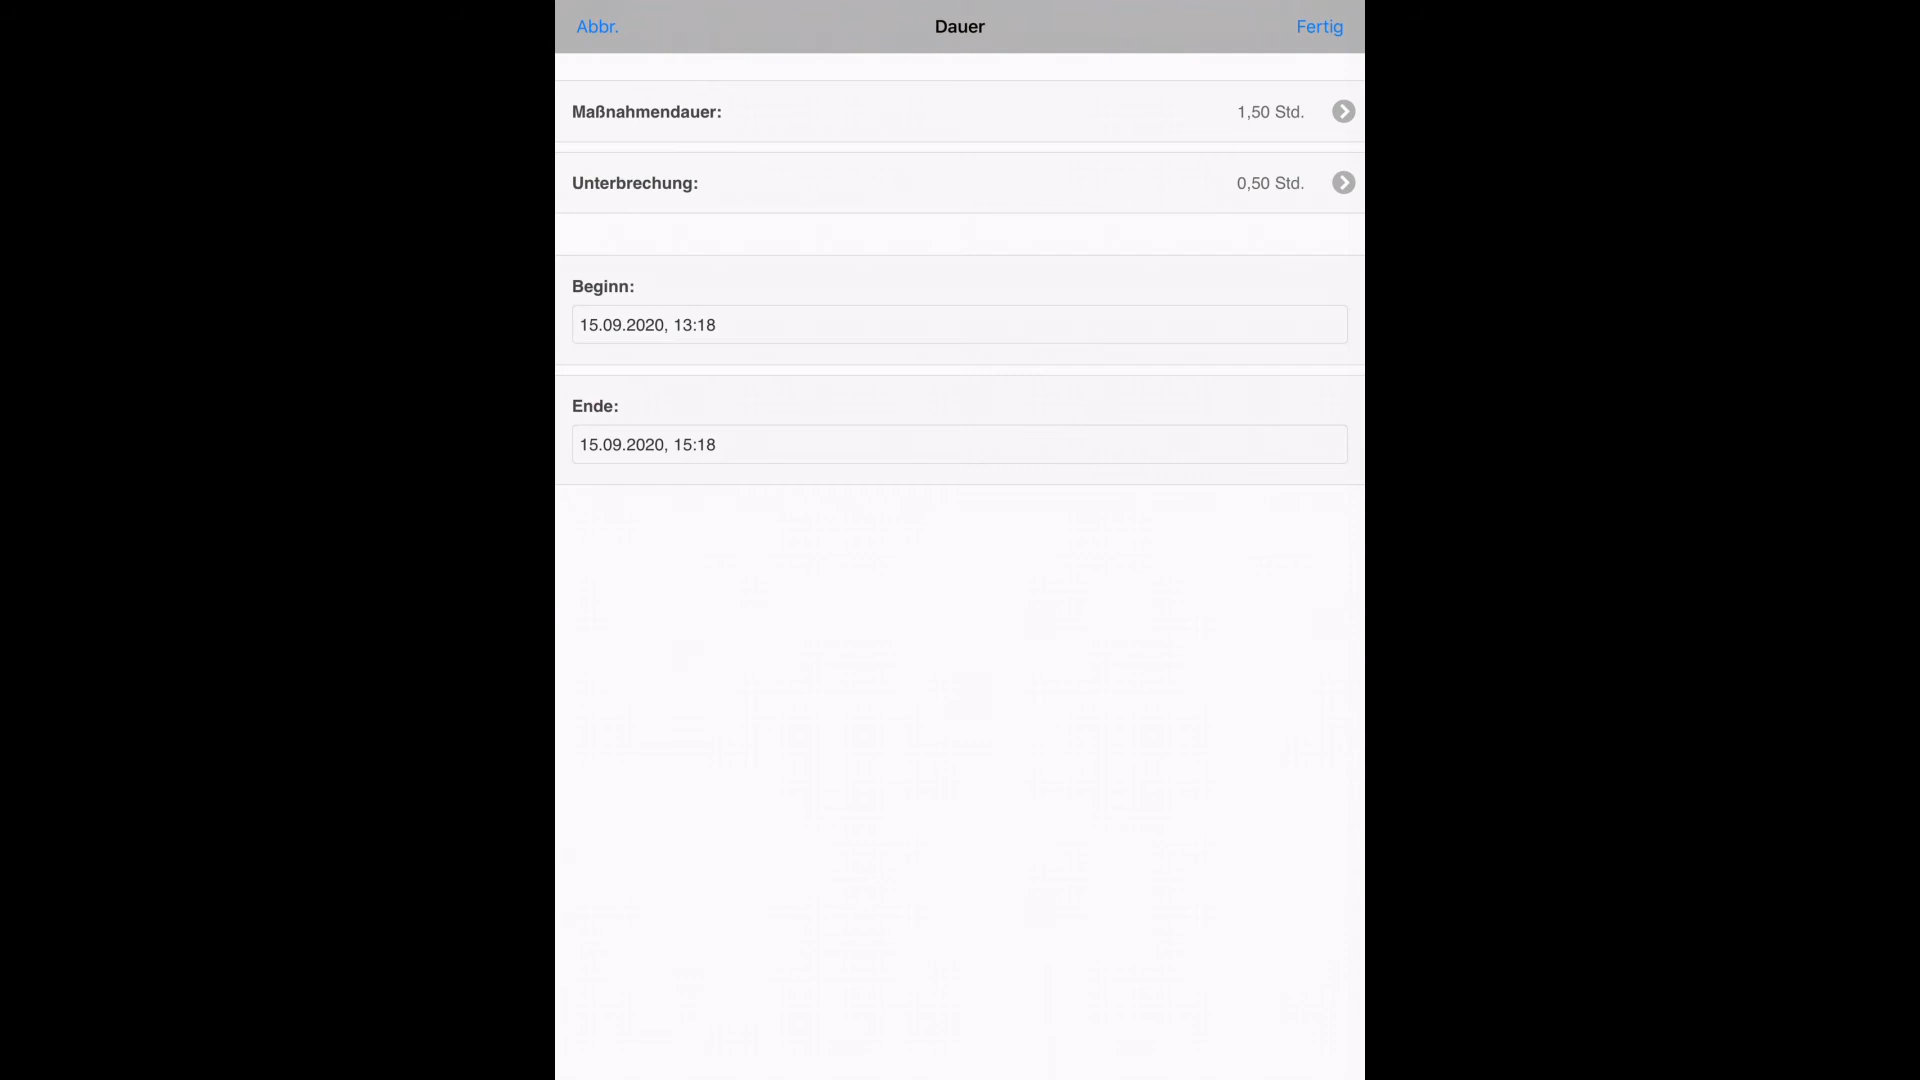 Abbr. Dauer Fertig
Maßnahmendauer: 1,50 Std.
Unterbrechung: 0,50 Std.
Beginn:
15.09.2020, 13:18
Ende:
15.09.2020, 15:18